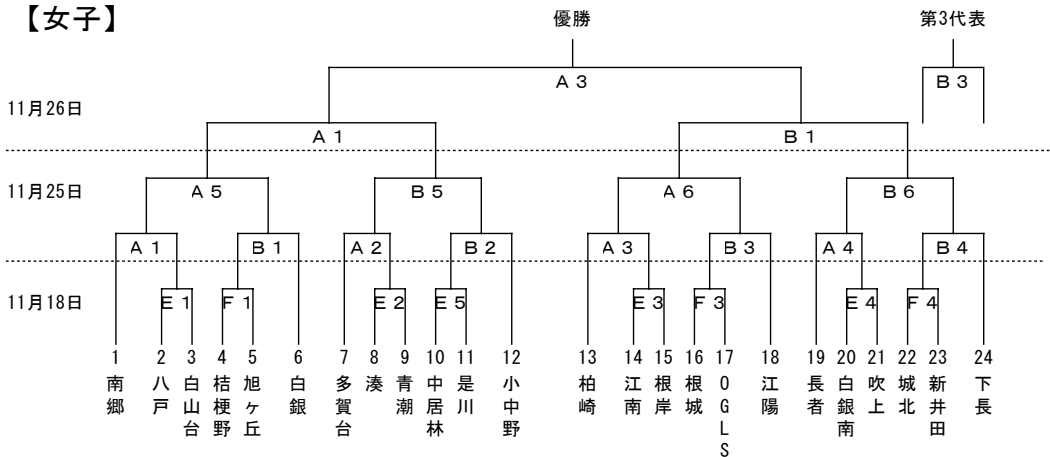 【女子】
優勝
第3代表
A 3
B 3
11月26日
A 1
B 1
11月25日
A 5
B 5
A 6
B 6
A 1
B 1
A 2
B 2
A 3
B 3
A 4
B 4
11月18日
E 1
F 1
E 2
E 5
E 3
F 3
E 4
F 4
1 南郷
2 八戸
3 白山台
4 桔梗野
5 旭ヶ丘
6 白銀
7 多賀台
8 湊
9 青潮
10 中居林
11 是川
12 小中野
13 柏崎
14 江南
15 根岸
16 根城
17 OGLS
18 江陽
19 長者
20 白銀南
21 吹上
22 城北
23 新井田
24 下長